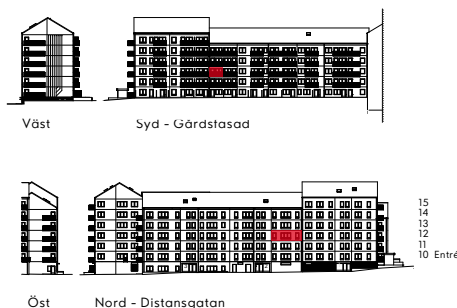 Väst
Syd - Gårdsfasad
15
14
13
12
11
10 Entré
Öst
Nord - Distansgatan